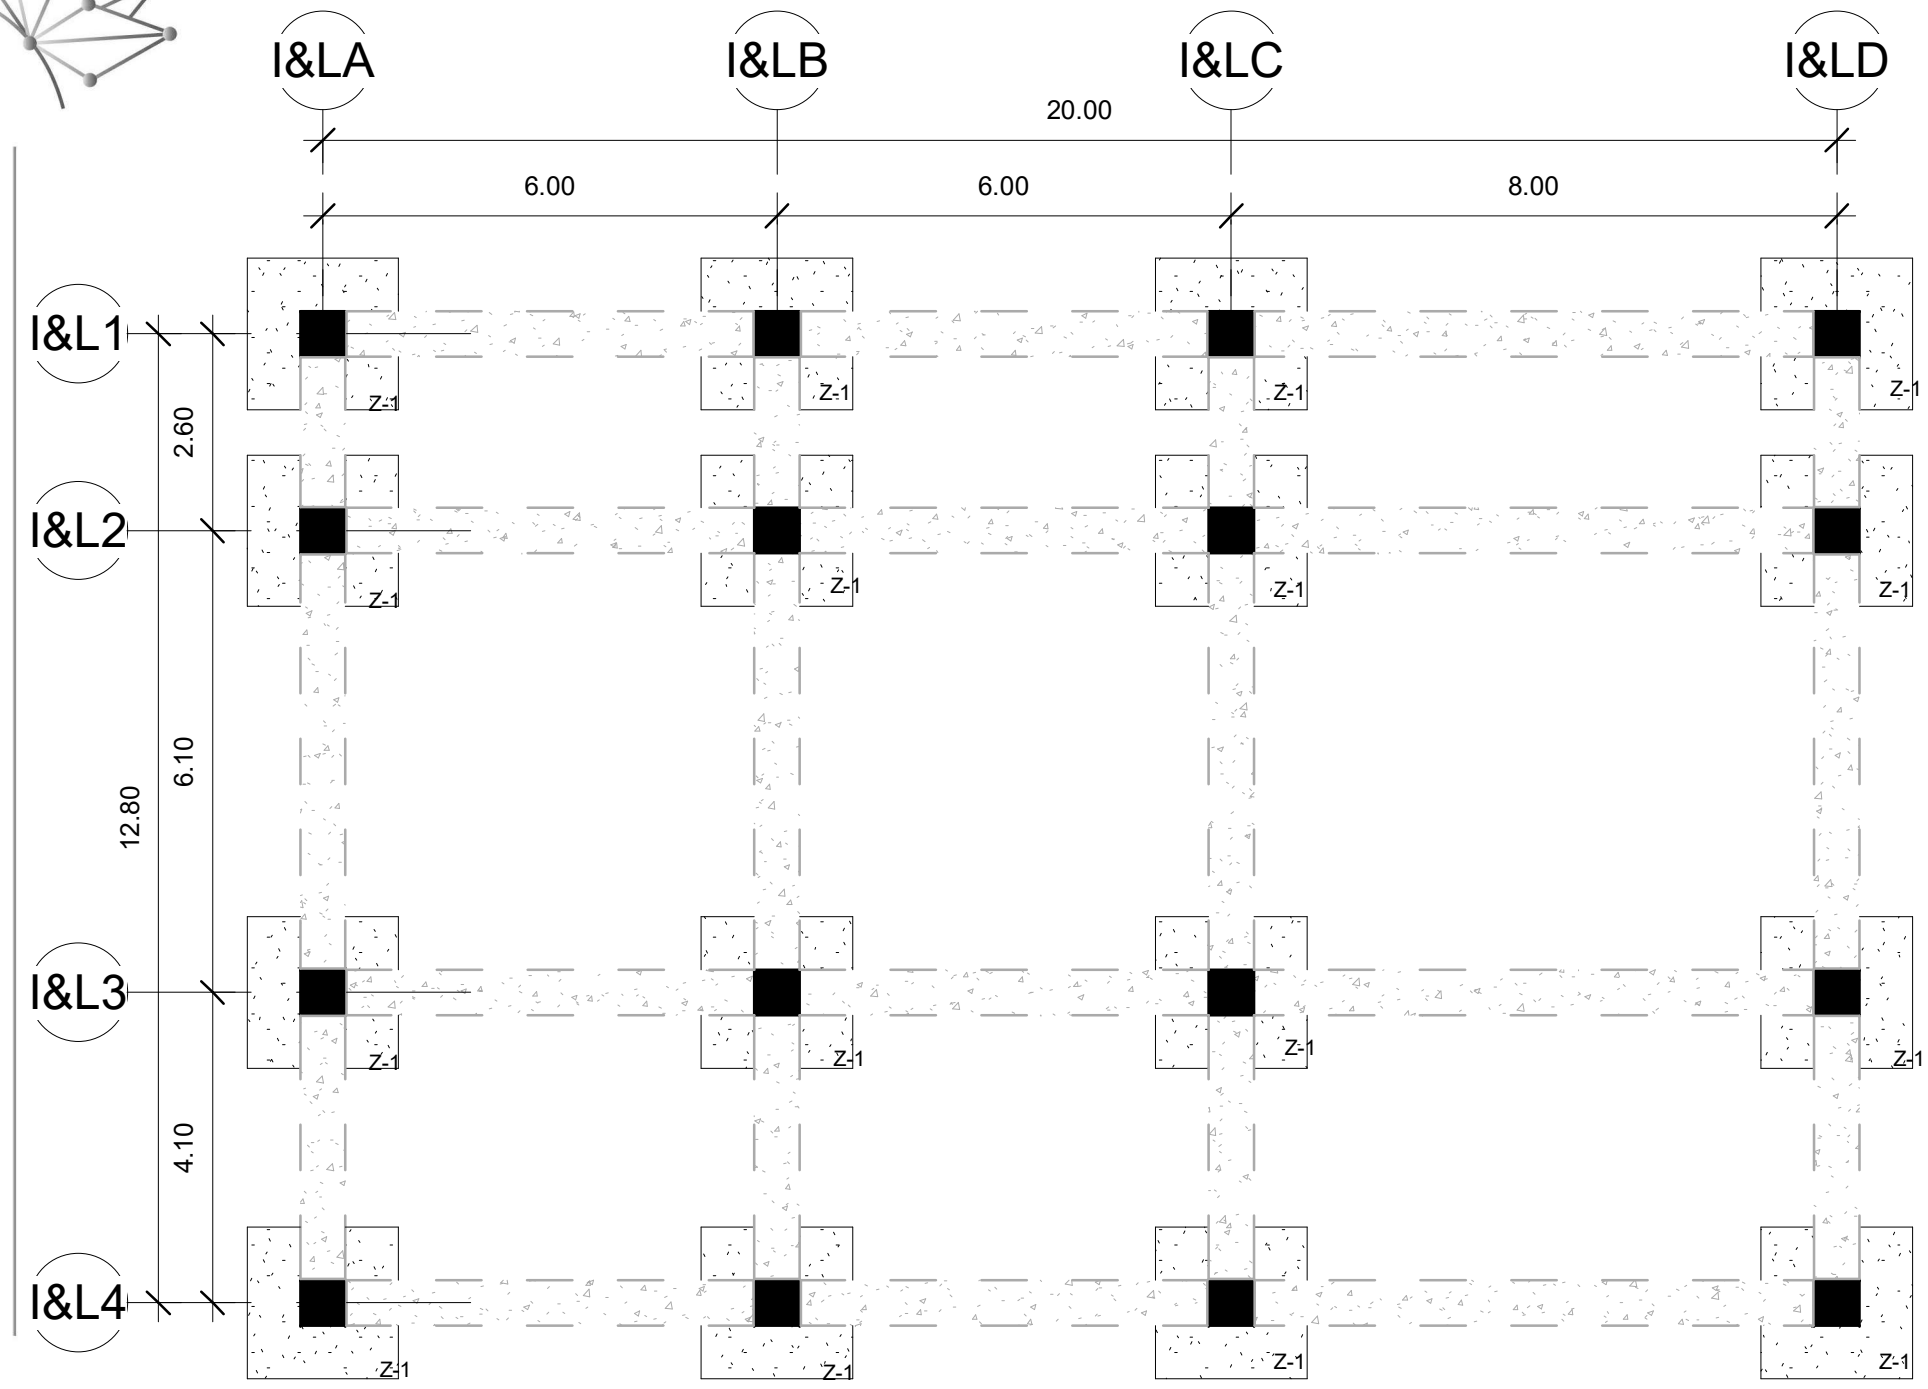 I&LA I&LB I&LC I&LD
20.00
6.00 6.00 8.00
I&L1
Z-1 Z-1 Z-1 Z-1
2.60
I&L2
Z-1 Z-1 Z-1 Z-1
6.10
12.80
I&L3
Z-1 Z-1 Z-1 Z-1
4.10
I&L4
Z-1 Z-1 Z-1 Z-1